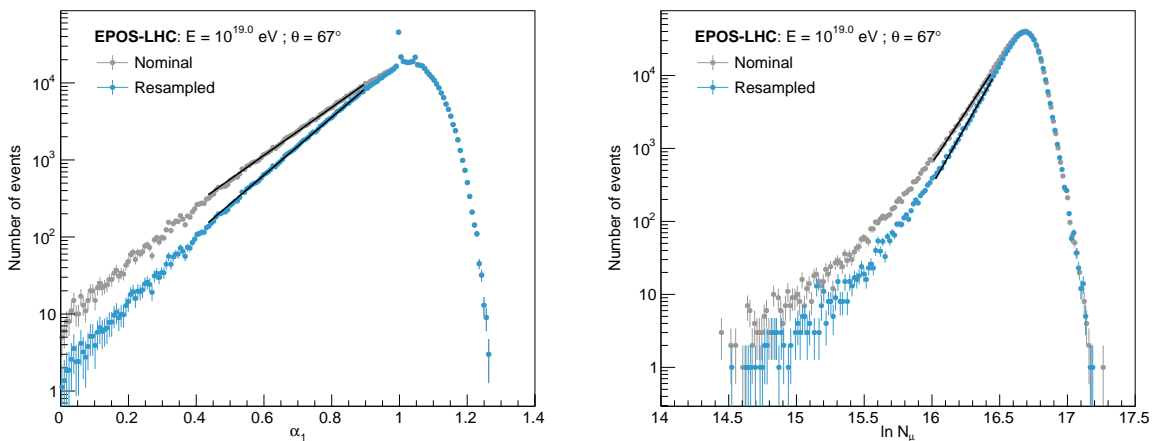 EPOS-LHC: E = 10^19.0 eV ; θ = 67°
Nominal
Resampled
Number of events
10^4
10^3
10^2
10
1
0 0.2 0.4 0.6 0.8 1 1.2 1.4
α₁
EPOS-LHC: E = 10^19.0 eV ; θ = 67°
Nominal
Resampled
Number of events
10^4
10^3
10^2
10
1
14 14.5 15 15.5 16 16.5 17 17.5
ln N_μ